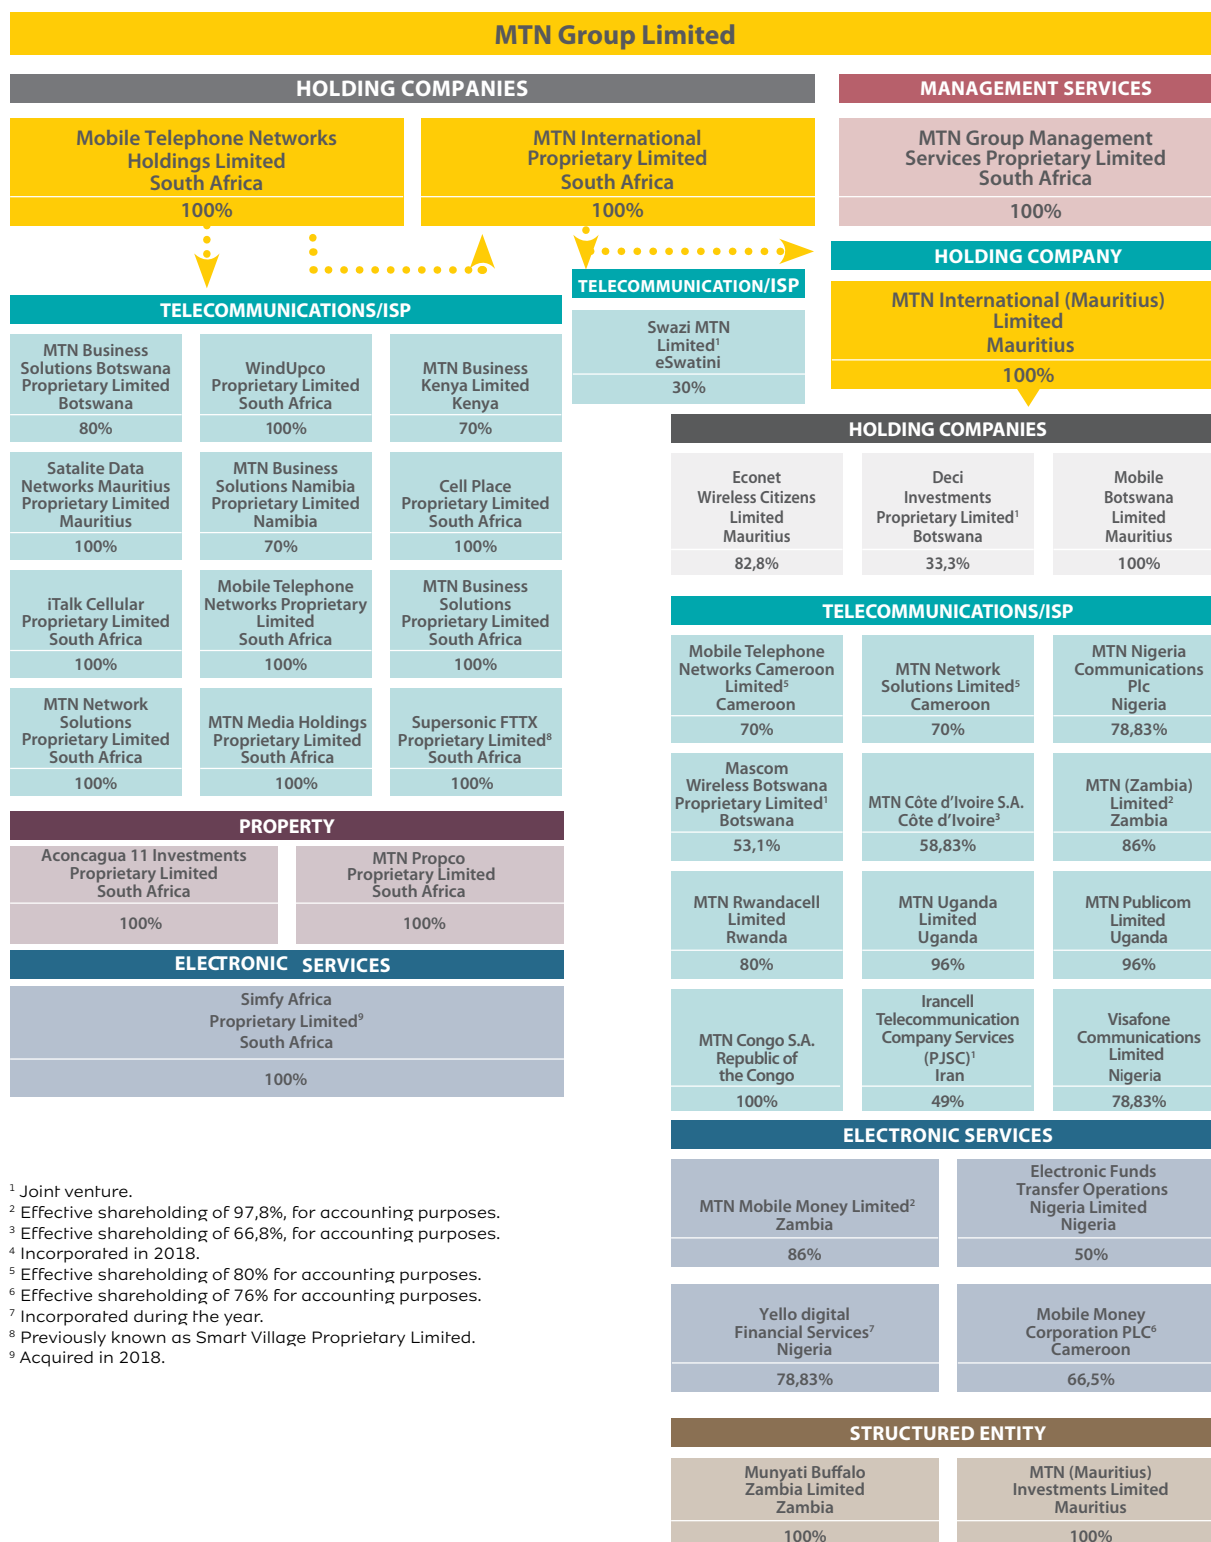 MTN Group Limited
HOLDING COMPANIES
Mobile Telephone Networks
Holdings Limited
South Africa
100%
MTN International
Proprietary Limited
South Africa
100%
MANAGEMENT SERVICES
MTN Group Management
Services Proprietary Limited
South Africa
100%
TELECOMMUNICATIONS/ISP
MTN Business
Solutions Botswana
Proprietary Limited
Botswana
80%
WindUpco
Proprietary Limited
South Africa
100%
MTN Business
Kenya Limited
Kenya
70%
Satalite Data
Networks Mauritius
Proprietary Limited
Mauritius
100%
MTN Business
Solutions Namibia
Proprietary Limited
Namibia
70%
Cell Place
Proprietary Limited
South Africa
100%
iTalk Cellular
Proprietary Limited
South Africa
100%
Mobile Telephone
Networks Proprietary
Limited
South Africa
100%
MTN Business
Solutions
Proprietary Limited
South Africa
100%
MTN Network
Solutions
Proprietary Limited
South Africa
100%
MTN Media Holdings
Proprietary Limited
South Africa
100%
Supersonic FTTX
Proprietary Limited⁸
South Africa
100%
PROPERTY
Aconcagua 11 Investments
Proprietary Limited
South Africa
100%
MTN Propco
Proprietary Limited
South Africa
100%
ELECTRONIC SERVICES
Simfy Africa
Proprietary Limited⁹
South Africa
100%
TELECOMMUNICATION/ISP
Swazi MTN
Limited¹
eSwatini
30%
HOLDING COMPANY
MTN International (Mauritius)
Limited
Mauritius
100%
HOLDING COMPANIES
Econet
Wireless Citizens
Limited
Mauritius
82,8%
Deci
Investments
Proprietary Limited¹
Botswana
33,3%
Mobile
Botswana
Limited
Mauritius
100%
TELECOMMUNICATIONS/ISP
Mobile Telephone
Networks Cameroon
Limited⁵
Cameroon
70%
MTN Network
Solutions Limited⁵
Cameroon
70%
MTN Nigeria
Communications
Plc
Nigeria
78,83%
Mascom
Wireless Botswana
Proprietary Limited¹
Botswana
53,1%
MTN Côte d’Ivoire S.A.
Côte d’Ivoire³
58,83%
MTN (Zambia)
Limited²
Zambia
86%
MTN Rwandacell
Limited
Rwanda
80%
MTN Uganda
Limited
Uganda
96%
MTN Publicom
Limited
Uganda
96%
MTN Congo S.A.
Republic of
the Congo
100%
Irancell
Telecommunication
Company Services
(PJSC)¹
Iran
49%
Visafone
Communications
Limited
Nigeria
78,83%
ELECTRONIC SERVICES
MTN Mobile Money Limited²
Zambia
86%
Electronic Funds
Transfer Operations
Nigeria Limited
Nigeria
50%
Yello digital
Financial Services⁷
Nigeria
78,83%
Mobile Money
Corporation PLC⁶
Cameroon
66,5%
STRUCTURED ENTITY
Munyati Buffalo
Zambia Limited
Zambia
100%
MTN (Mauritius)
Investments Limited
Mauritius
100%
¹ Joint venture.
² Effective shareholding of 97,8%, for accounting purposes.
³ Effective shareholding of 66,8%, for accounting purposes.
⁴ Incorporated in 2018.
⁵ Effective shareholding of 80% for accounting purposes.
⁶ Effective shareholding of 76% for accounting purposes.
⁷ Incorporated during the year.
⁸ Previously known as Smart Village Proprietary Limited.
⁹ Acquired in 2018.